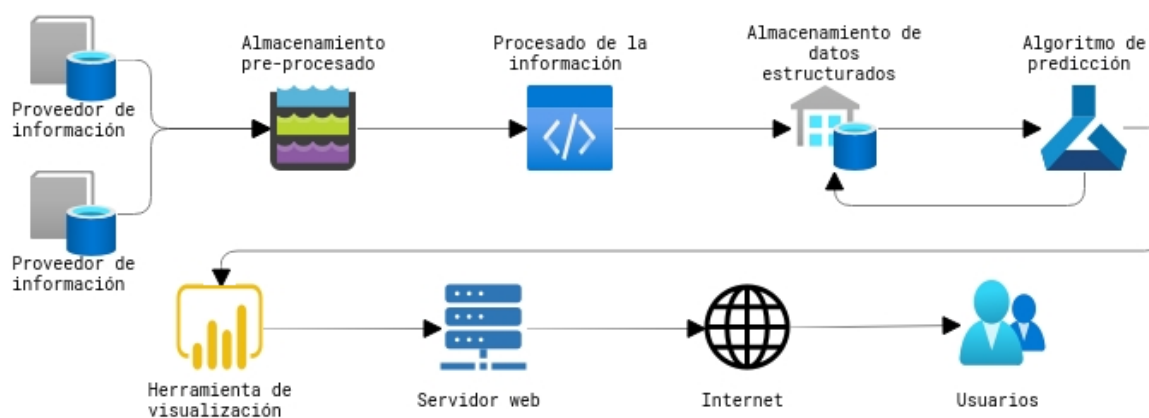 Proveedor de
información
Proveedor de
información
Almacenamiento
pre-procesado
Procesado de la
información
Almacenamiento de
datos
estructurados
Algoritmo de
predicción
Herramienta de
visualización
Servidor web
Internet
Usuarios